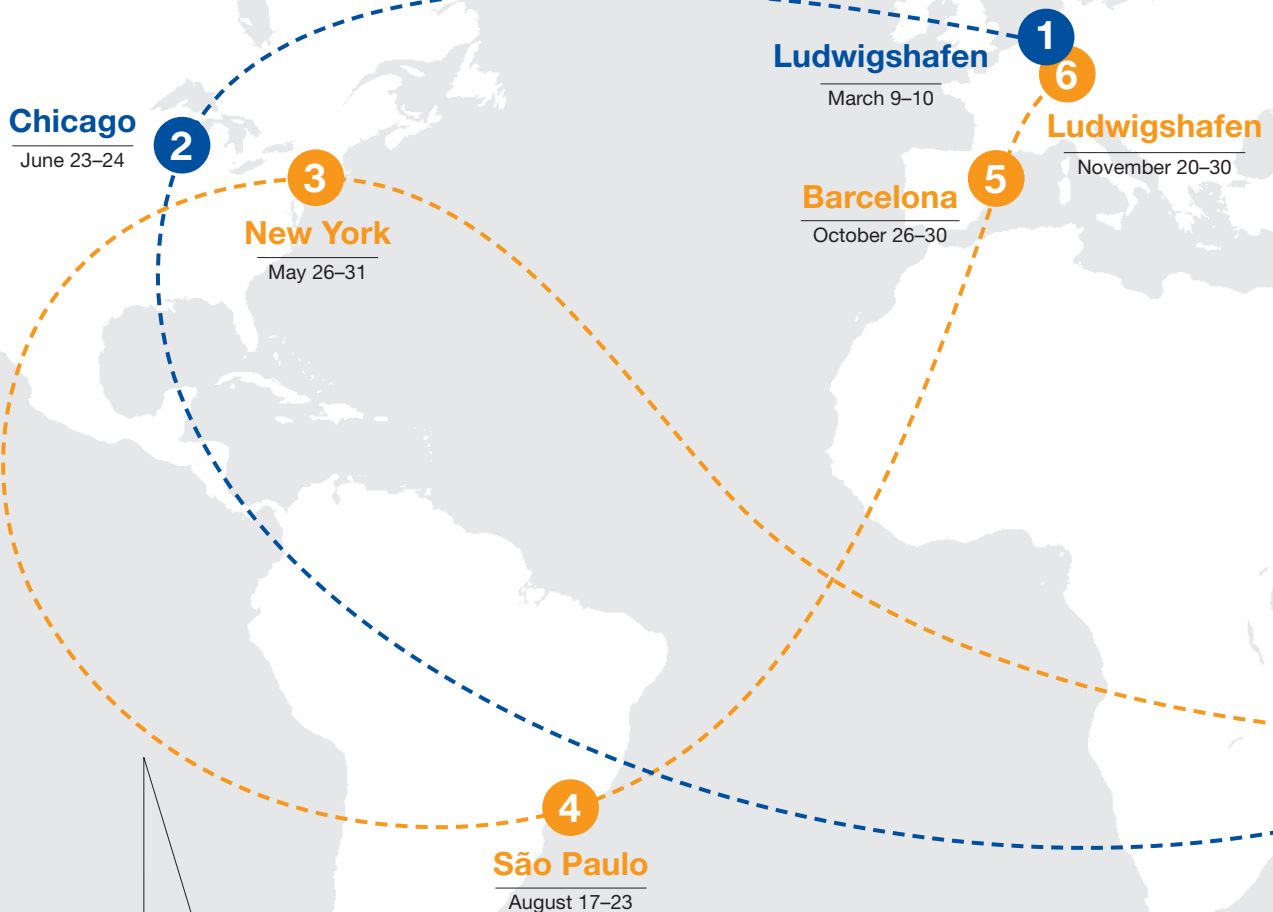 1
Ludwigshafen
March 9–10
6
Ludwigshafen
November 20–30
Chicago
June 23–24
2
3
New York
May 26–31
5
Barcelona
October 26–30
4
São Paulo
August 17–23